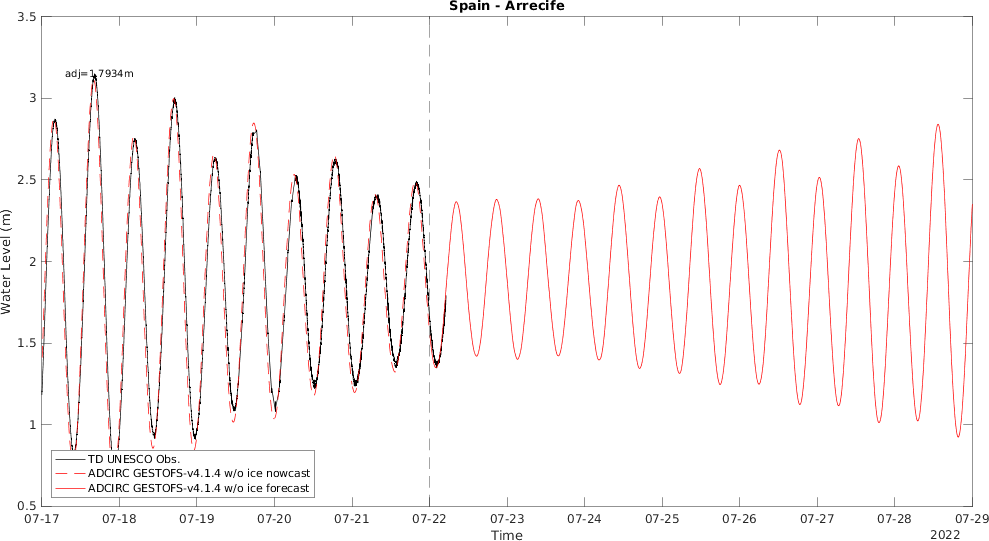 Spain - Arrecife
3.5
adj=1.7934m
3
2.5
2
1.5
1
0.5
Water Level (m)
TD UNESCO Obs.
ADCIRC GESTOFS-v4.1.4 w/o ice nowcast
ADCIRC GESTOFS-v4.1.4 w/o ice forecast
07-17 07-18 07-19 07-20 07-21 07-22 07-23 07-24 07-25 07-26 07-27 07-28 07-29
Time
2022